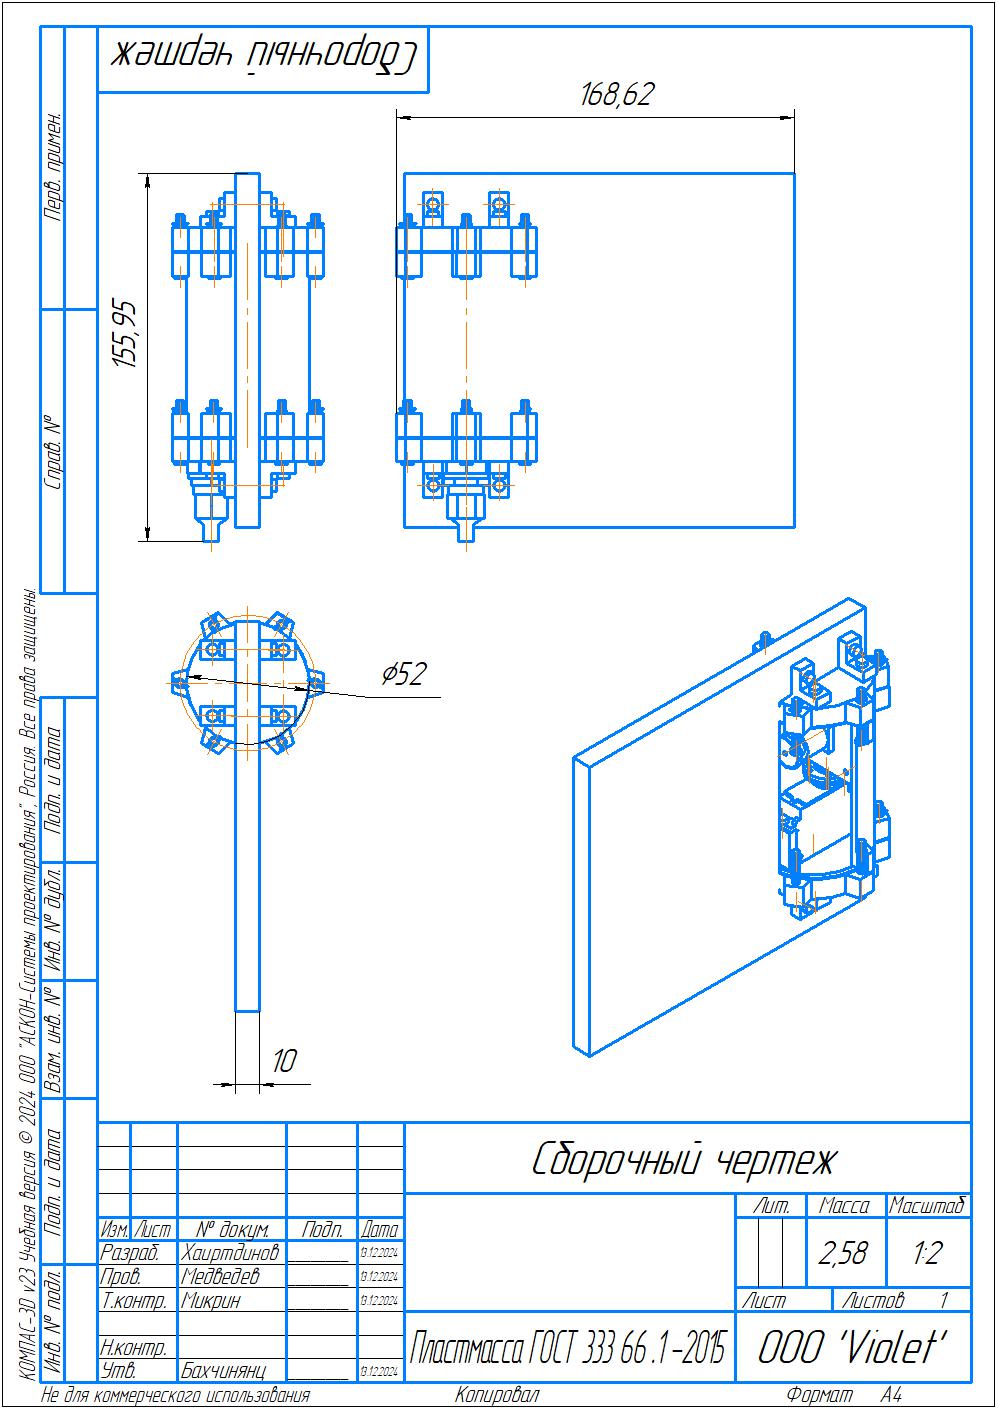 Сборочный чертеж
168,62
155,95
⌀52
10
Перв. примен.
Справ. №
Подп. и дата
Инв. № дубл.
Взам. инв. №
Подп. и дата
Инв. № подл.
КОМПАС-3D v23 Учебная версия © 2024 ООО "АСКОН-Системы проектирования", Россия. Все права защищены.
Сборочный чертеж
Лит. Масса Масштаб
2,58 1:2
Изм. Лист № докум. Подп. Дата
Разраб. Хаиртдинов 13.12.2024
Пров. Медведев 13.12.2024
Т.контр. Микрин 13.12.2024
Лист Листов 1
Н.контр.
Утв. Бахчинянц 13.12.2024
Пластмасса ГОСТ 333 66 .1-2015
ООО 'Violet'
Не для коммерческого использования Копировал Формат А4